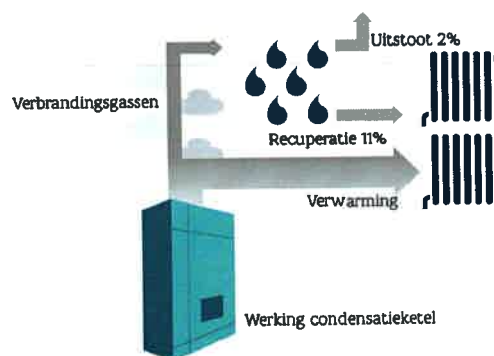 Uitstoot 2%
Verbrandingsgassen
Recuperatie 11%
Verwarming
Werking condensatieketel